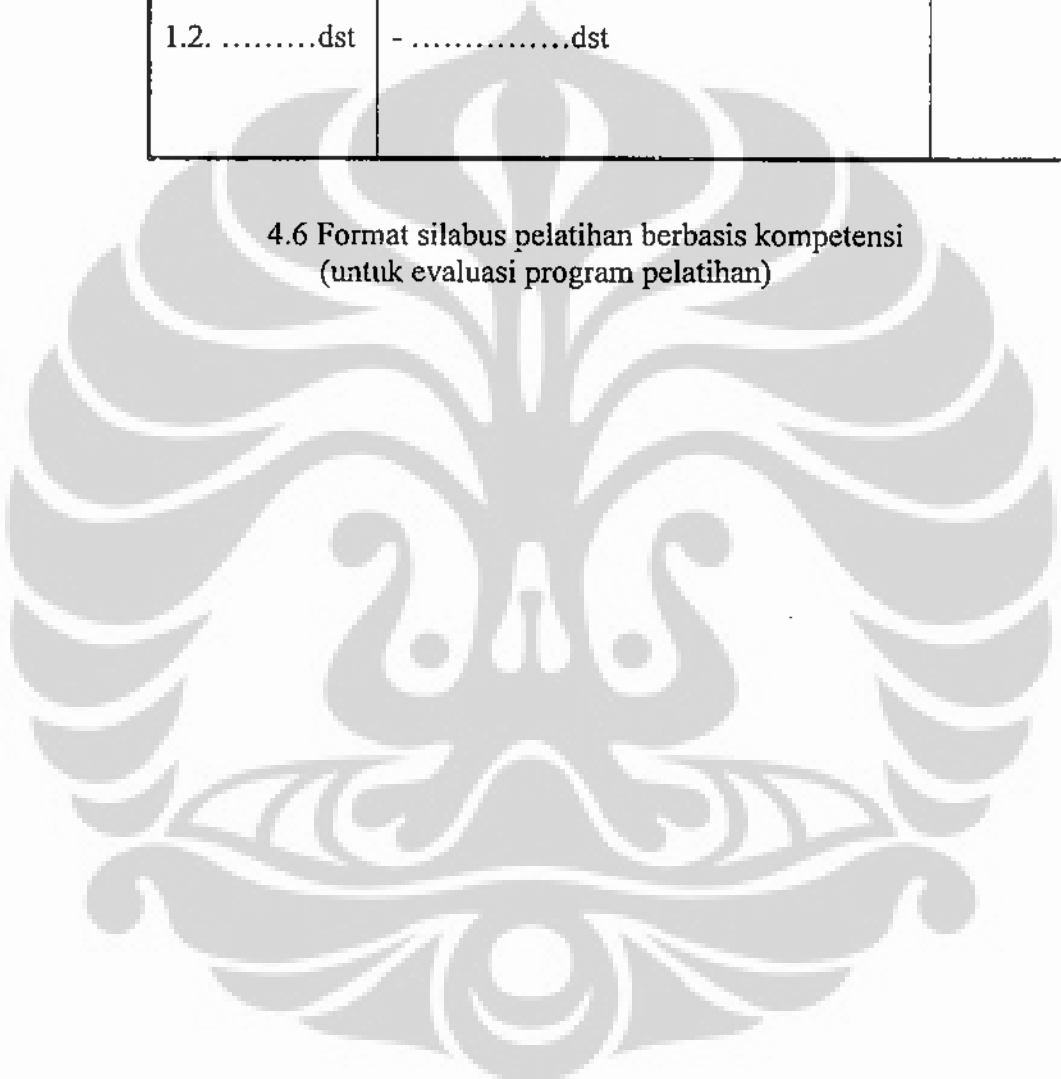 1.2. .........dst - ................dst
4.6 Format silabus pelatihan berbasis kompetensi
(untuk evaluasi program pelatihan)